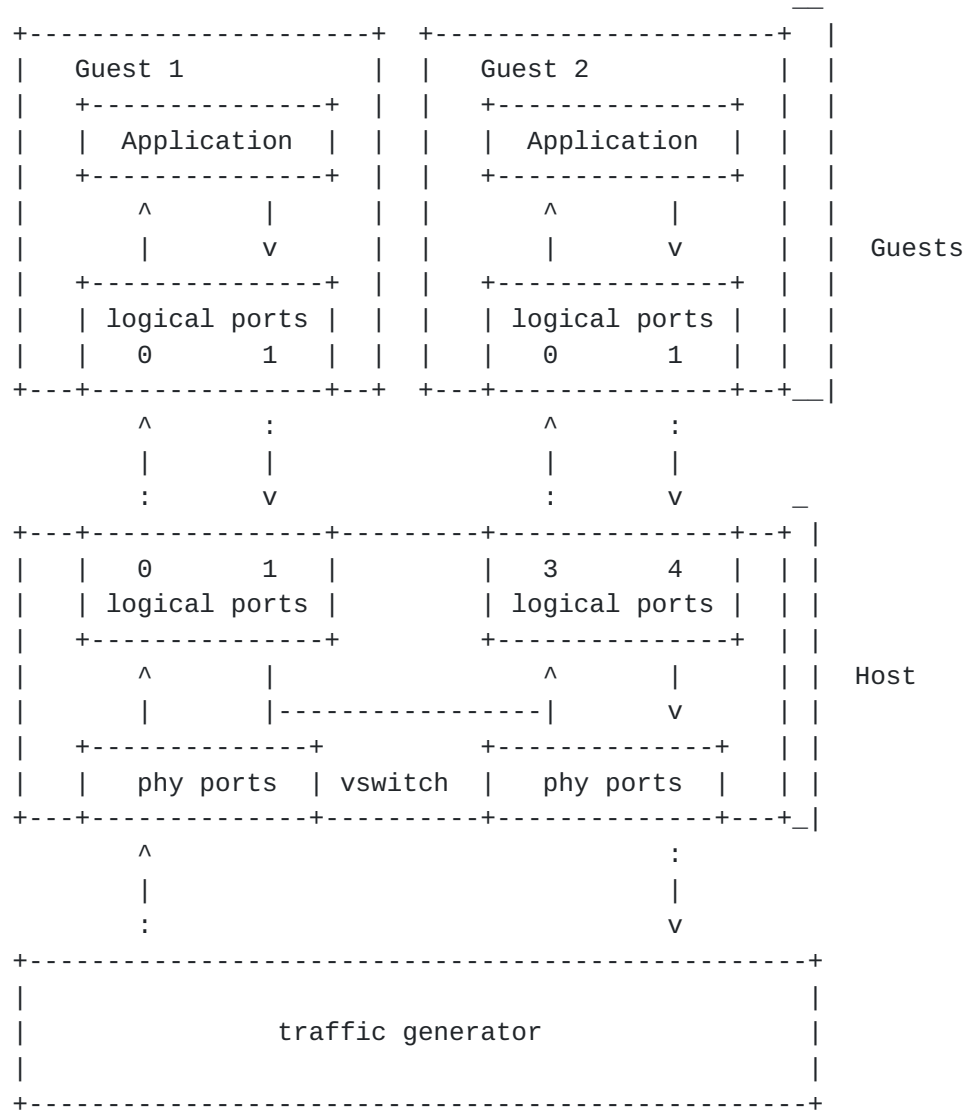 Guest 1 Guest 2
Application Application
Guests
logical ports logical ports
0 1 0 1
0 1 3 4
logical ports logical ports
Host
phy ports vswitch phy ports
traffic generator